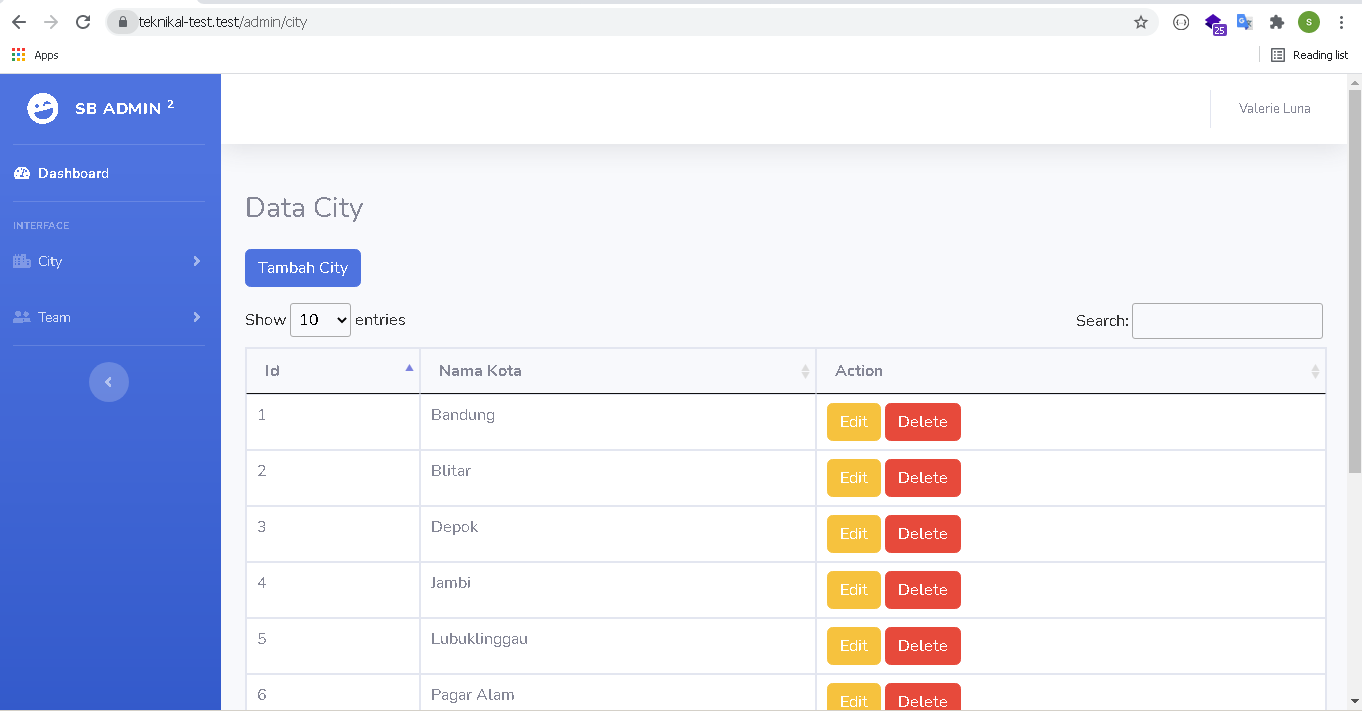 teknikal-test.test/admin/city
25
S
Apps
Reading list
SB ADMIN 2
Valerie Luna
Dashboard
INTERFACE
City
Team
Data City
Tambah City
Show 10 entries
Search:
Id Nama Kota Action
1 Bandung Edit Delete
2 Blitar Edit Delete
3 Depok Edit Delete
4 Jambi Edit Delete
5 Lubuklinggau Edit Delete
6 Pagar Alam Edit Delete